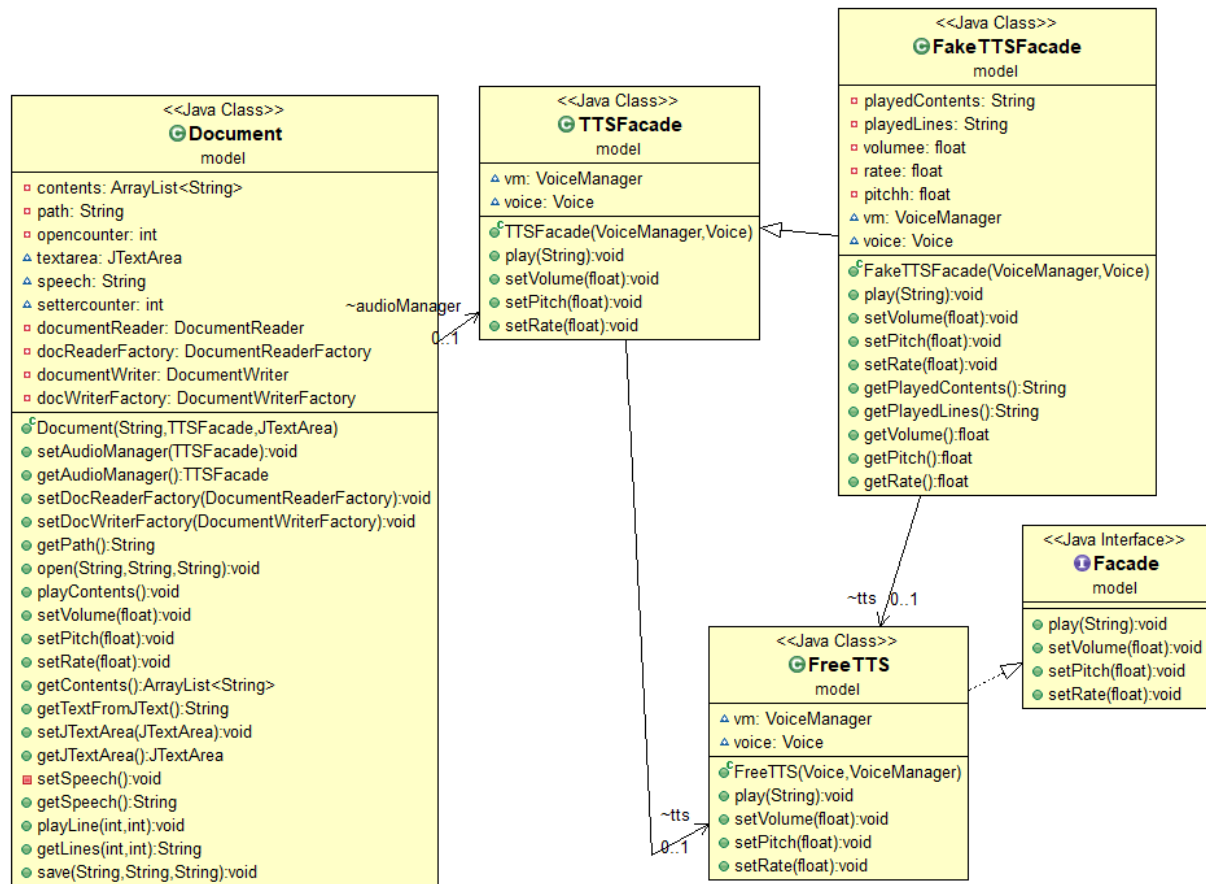 <<Java Class>>
Document
model
contents: ArrayList<String>
path: String
opencounter: int
textarea: JTextArea
speech: String
settercounter: int
documentReader: DocumentReader
docReaderFactory: DocumentReaderFactory
documentWriter: DocumentWriter
docWriterFactory: DocumentWriterFactory
Document(String,TTSFacade,JTextArea)
setAudioManager(TTSFacade):void
getAudioManager():TTSFacade
setDocReaderFactory(DocumentReaderFactory):void
setDocWriterFactory(DocumentWriterFactory):void
getPath():String
open(String,String,String):void
playContents():void
setVolume(float):void
setPitch(float):void
setRate(float):void
getContents():ArrayList<String>
getTextFromJText():String
setJTextArea(JTextArea):void
getJTextArea():JTextArea
setSpeech():void
getSpeech():String
playLine(int,int):void
getLines(int,int):String
save(String,String,String):void
~audioManager
0..1
<<Java Class>>
TTSFacade
model
vm: VoiceManager
voice: Voice
TTSFacade(VoiceManager,Voice)
play(String):void
setVolume(float):void
setPitch(float):void
setRate(float):void
<<Java Class>>
FakeTTSFacade
model
playedContents: String
playedLines: String
volumee: float
ratee: float
pitchh: float
vm: VoiceManager
voice: Voice
FakeTTSFacade(VoiceManager,Voice)
play(String):void
setVolume(float):void
setPitch(float):void
setRate(float):void
getPlayedContents():String
getPlayedLines():String
getVolume():float
getPitch():float
getRate():float
~tts 0..1
~tts
0..1
<<Java Class>>
FreeTTS
model
vm: VoiceManager
voice: Voice
FreeTTS(Voice,VoiceManager)
play(String):void
setVolume(float):void
setPitch(float):void
setRate(float):void
<<Java Interface>>
Facade
model
play(String):void
setVolume(float):void
setPitch(float):void
setRate(float):void